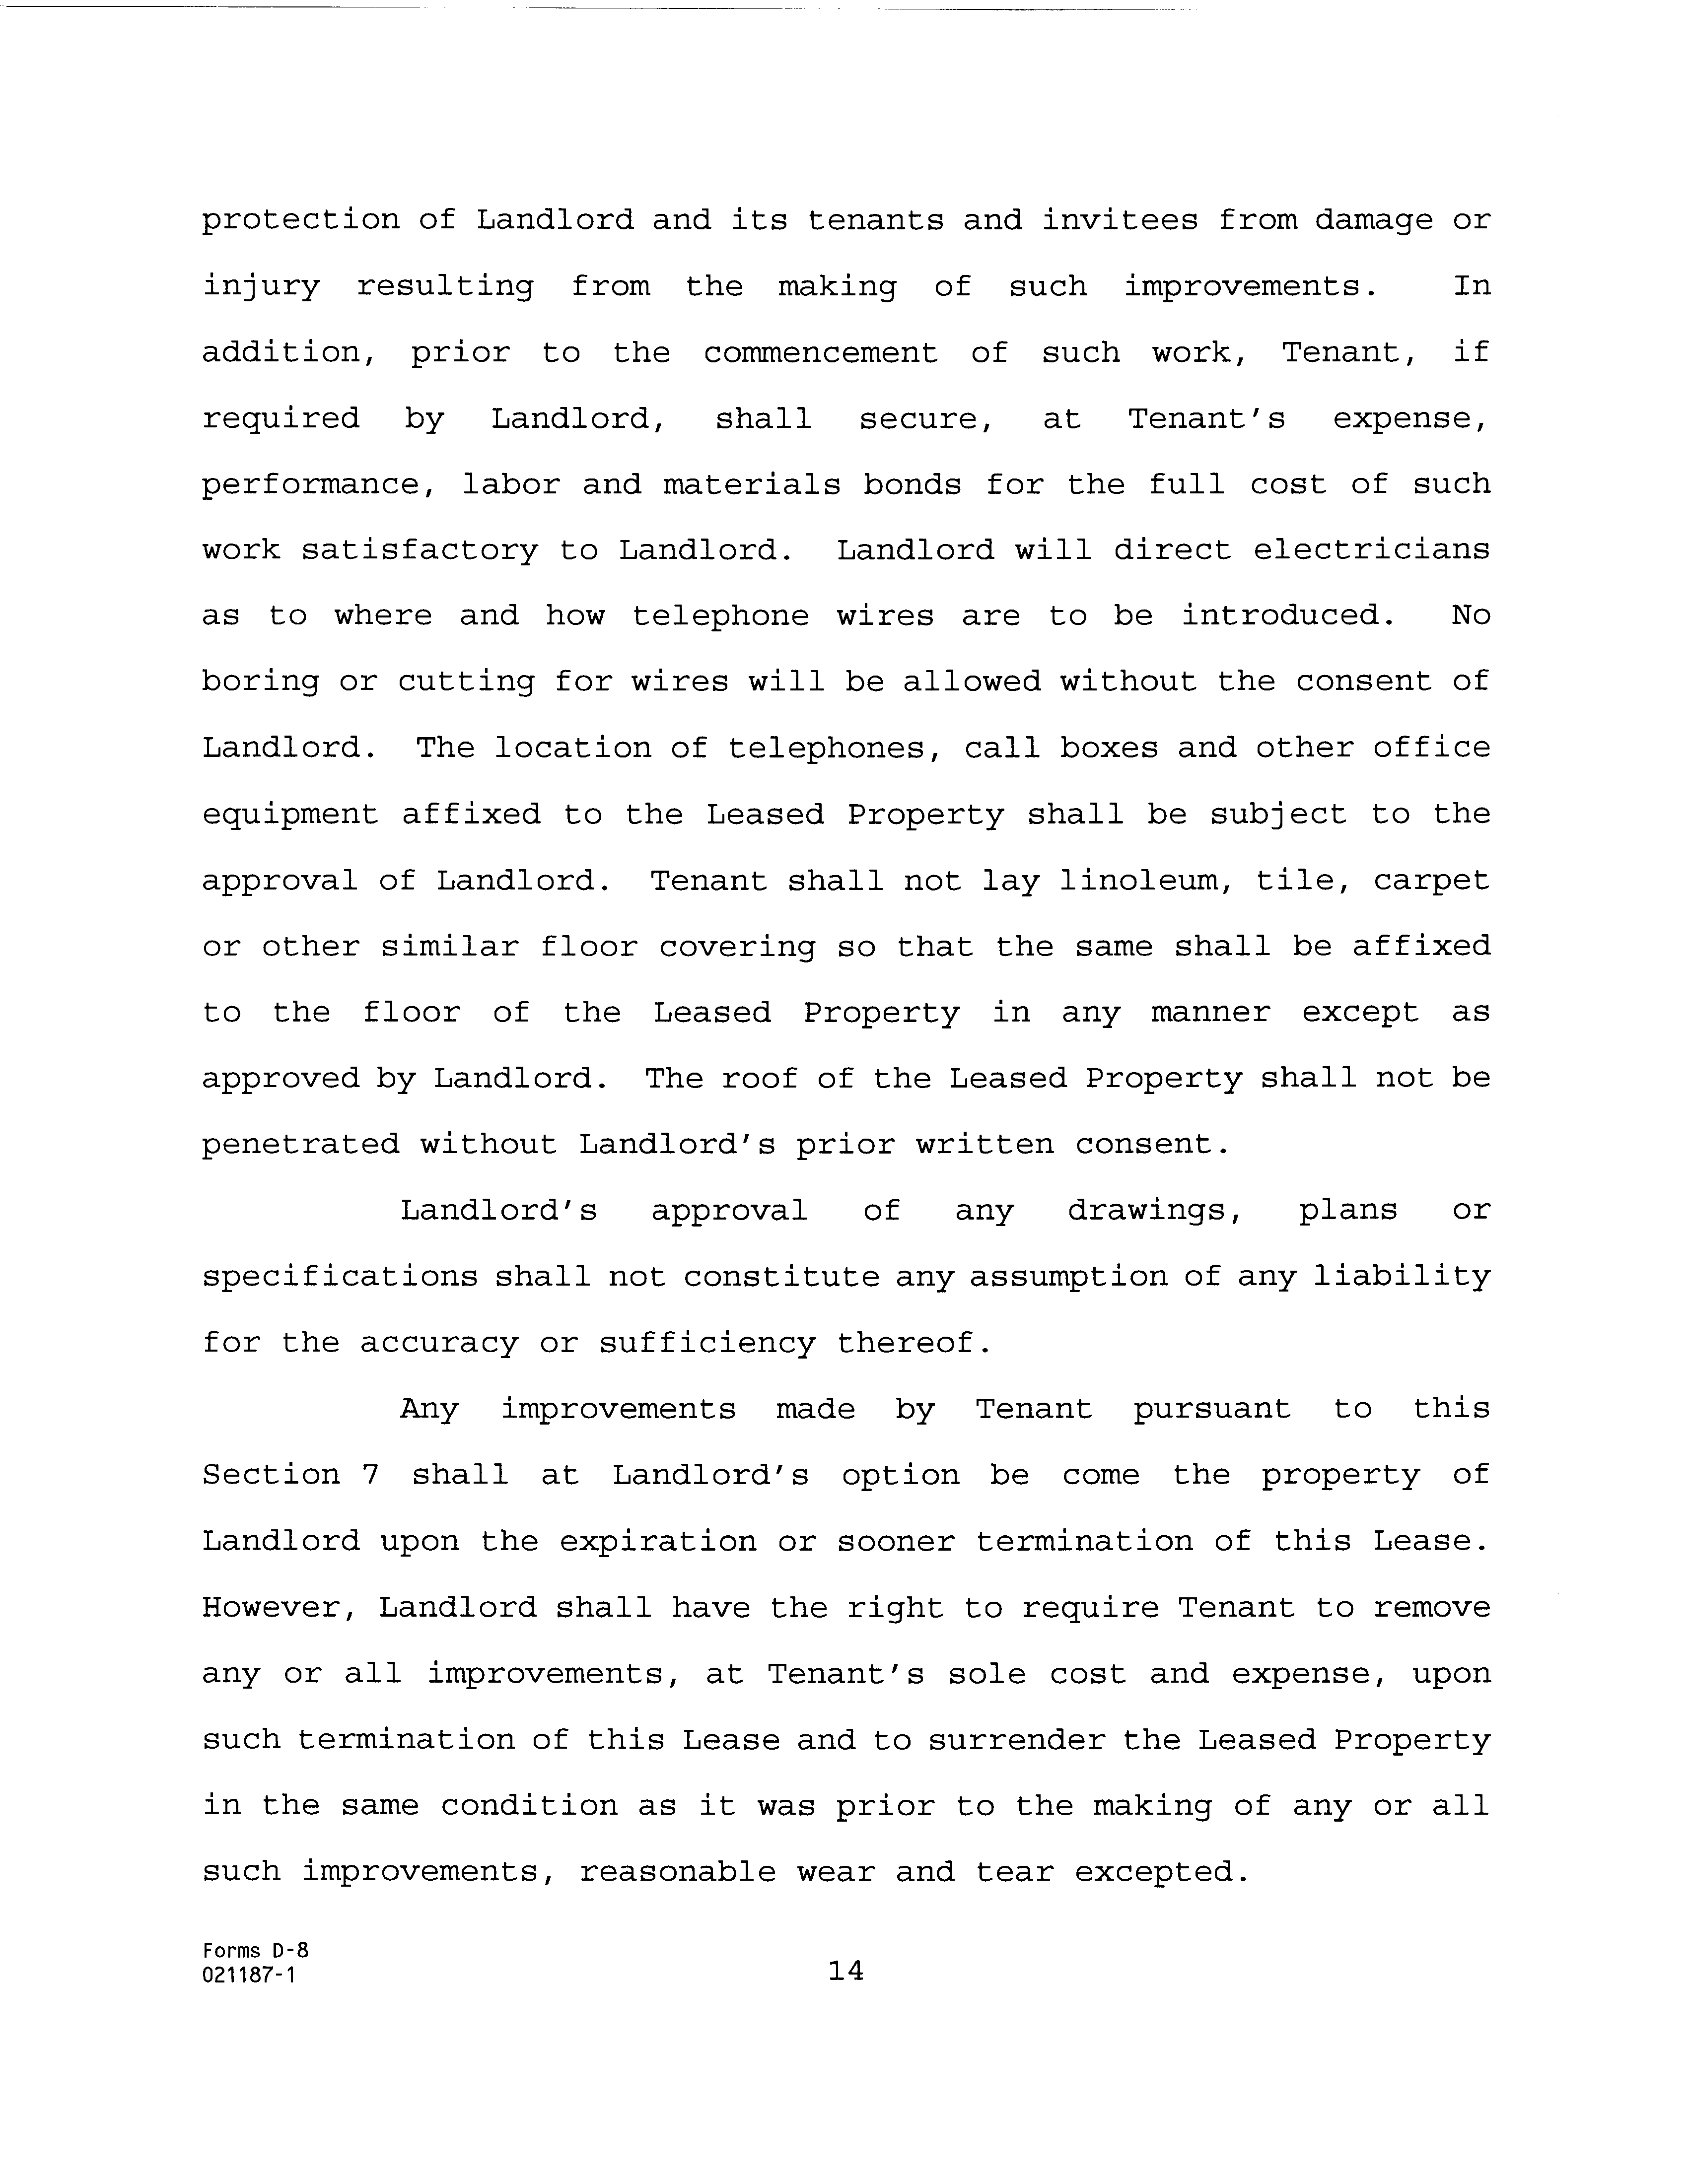 protection of Landlord and its tenants and invitees from damage or
injury resulting from the making of such improvements. In
addition, prior to the commencement of such work, Tenant, if
required by Landlord, shall secure, at Tenant's expense,
performance, labor and materials bonds for the full cost of such
work satisfactory to Landlord. Landlord will direct electricians
as to where and how telephone wires are to be introduced. No
boring or cutting for wires will be allowed without the consent of
Landlord. The location of telephones, call boxes and other office
equipment affixed to the Leased Property shall be subject to the
approval of Landlord. Tenant shall not lay linoleum, tile, carpet
or other similar floor covering so that the same shall be affixed
to the floor of the Leased Property in any manner except as
approved by Landlord. The roof of the Leased Property shall not be
penetrated without Landlord's prior written consent.
Landlord's approval of any drawings, plans or
specifications shall not constitute any assumption of any liability
for the accuracy or sufficiency thereof.
Any improvements made by Tenant pursuant to this
Section 7 shall at Landlord's option be come the property of
Landlord upon the expiration or sooner termination of this Lease.
However, Landlord shall have the right to require Tenant to remove
any or all improvements, at Tenant's sole cost and expense, upon
such termination of this Lease and to surrender the Leased Property
in the same condition as it was prior to the making of any or all
such improvements, reasonable wear and tear excepted.
Forms D-8
021187-1
14